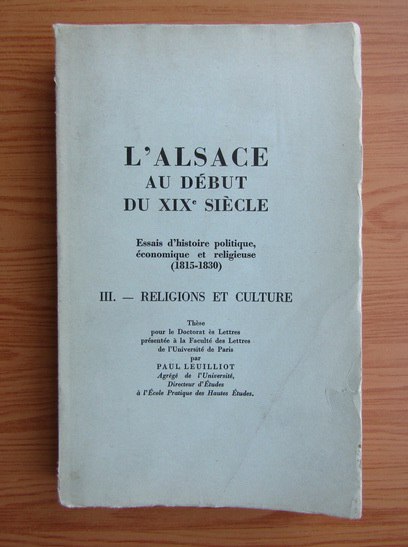 L'ALSACE
AU DÉBUT
DU XIXe SIÈCLE
Essais d'histoire politique,
économique et religieuse
(1815-1830)
III. — RELIGIONS ET CULTURE
Thèse
pour le Doctorat ès Lettres
présentée à la Faculté des Lettres
de l'Université de Paris
par
PAUL LEUILLIOT
Agrégé de l'Université,
Directeur d'Études
à l'École Pratique des Hautes Études.